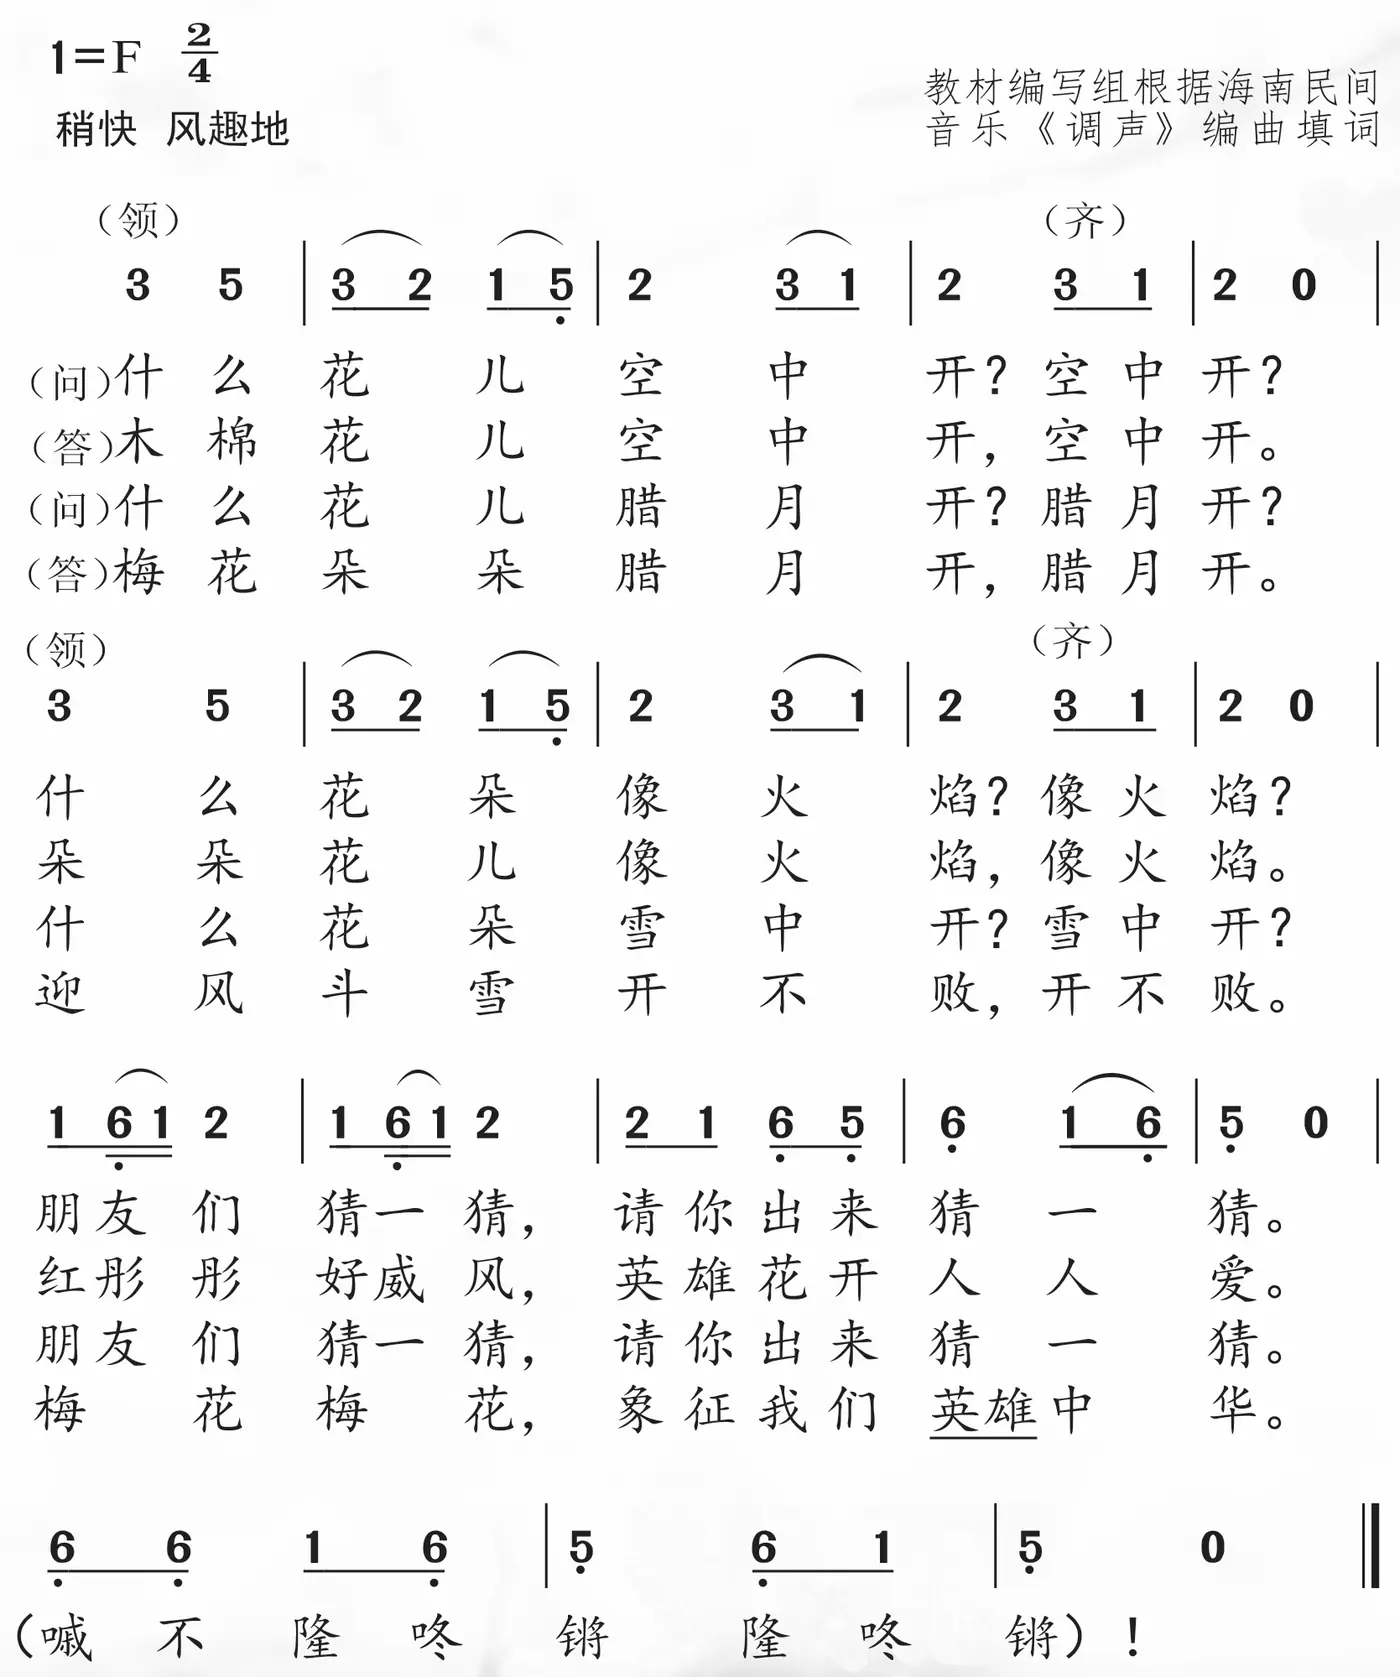 1=F 2/4
稍快 风趣地
教材编写组根据海南民间
音乐《调声》编曲填词
（领） （齐）
3 5 | 3 2 1 5̣ | 2 3 1 | 2 3 1 | 2 0 |
（问）什么花儿空中开？空中开？
（答）木棉花儿空中开，空中开。
（问）什么花儿腊月开？腊月开？
（答）梅花朵朵腊月开，腊月开。
（领） （齐）
3 5 | 3 2 1 5̣ | 2 3 1 | 2 3 1 | 2 0 |
什么花朵像火焰？像火焰？
朵朵花儿像火焰，像火焰。
什么花朵雪中开？雪中开？
迎风斗雪开不败，开不败。
1 6̣ 1 2 | 1 6̣ 1 2 | 2 1 6̣ 5̣ | 6̣ 1 6̣ | 5̣ 0 |
朋友们猜一猜，请你出来猜一猜。
红彤彤好威风，英雄花开人人爱。
朋友们猜一猜，请你出来猜一猜。
梅花梅花，象征我们英雄中华。
6̣ 6̣ 1 6̣ | 5̣ 6̣ 1 | 5̣ 0 ‖
（嘁不隆咚锵隆咚锵）！